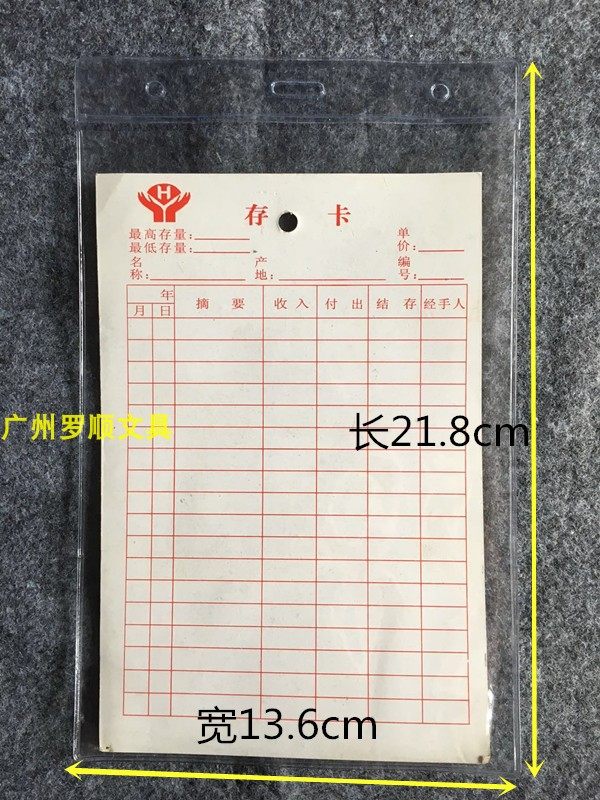 H
存 卡
最高存量：
最低存量：
单价：
名称：
产地：
编号：
年
月 日 摘 要 收 入 付 出 结 存 经手人
广州罗顺文具
长21.8cm
宽13.6cm